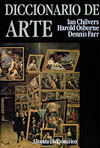 DICCIONARIO DE
ARTE
Ian Chilvers
Harold Osborne
Dennis Farr
Alianza Diccionarios